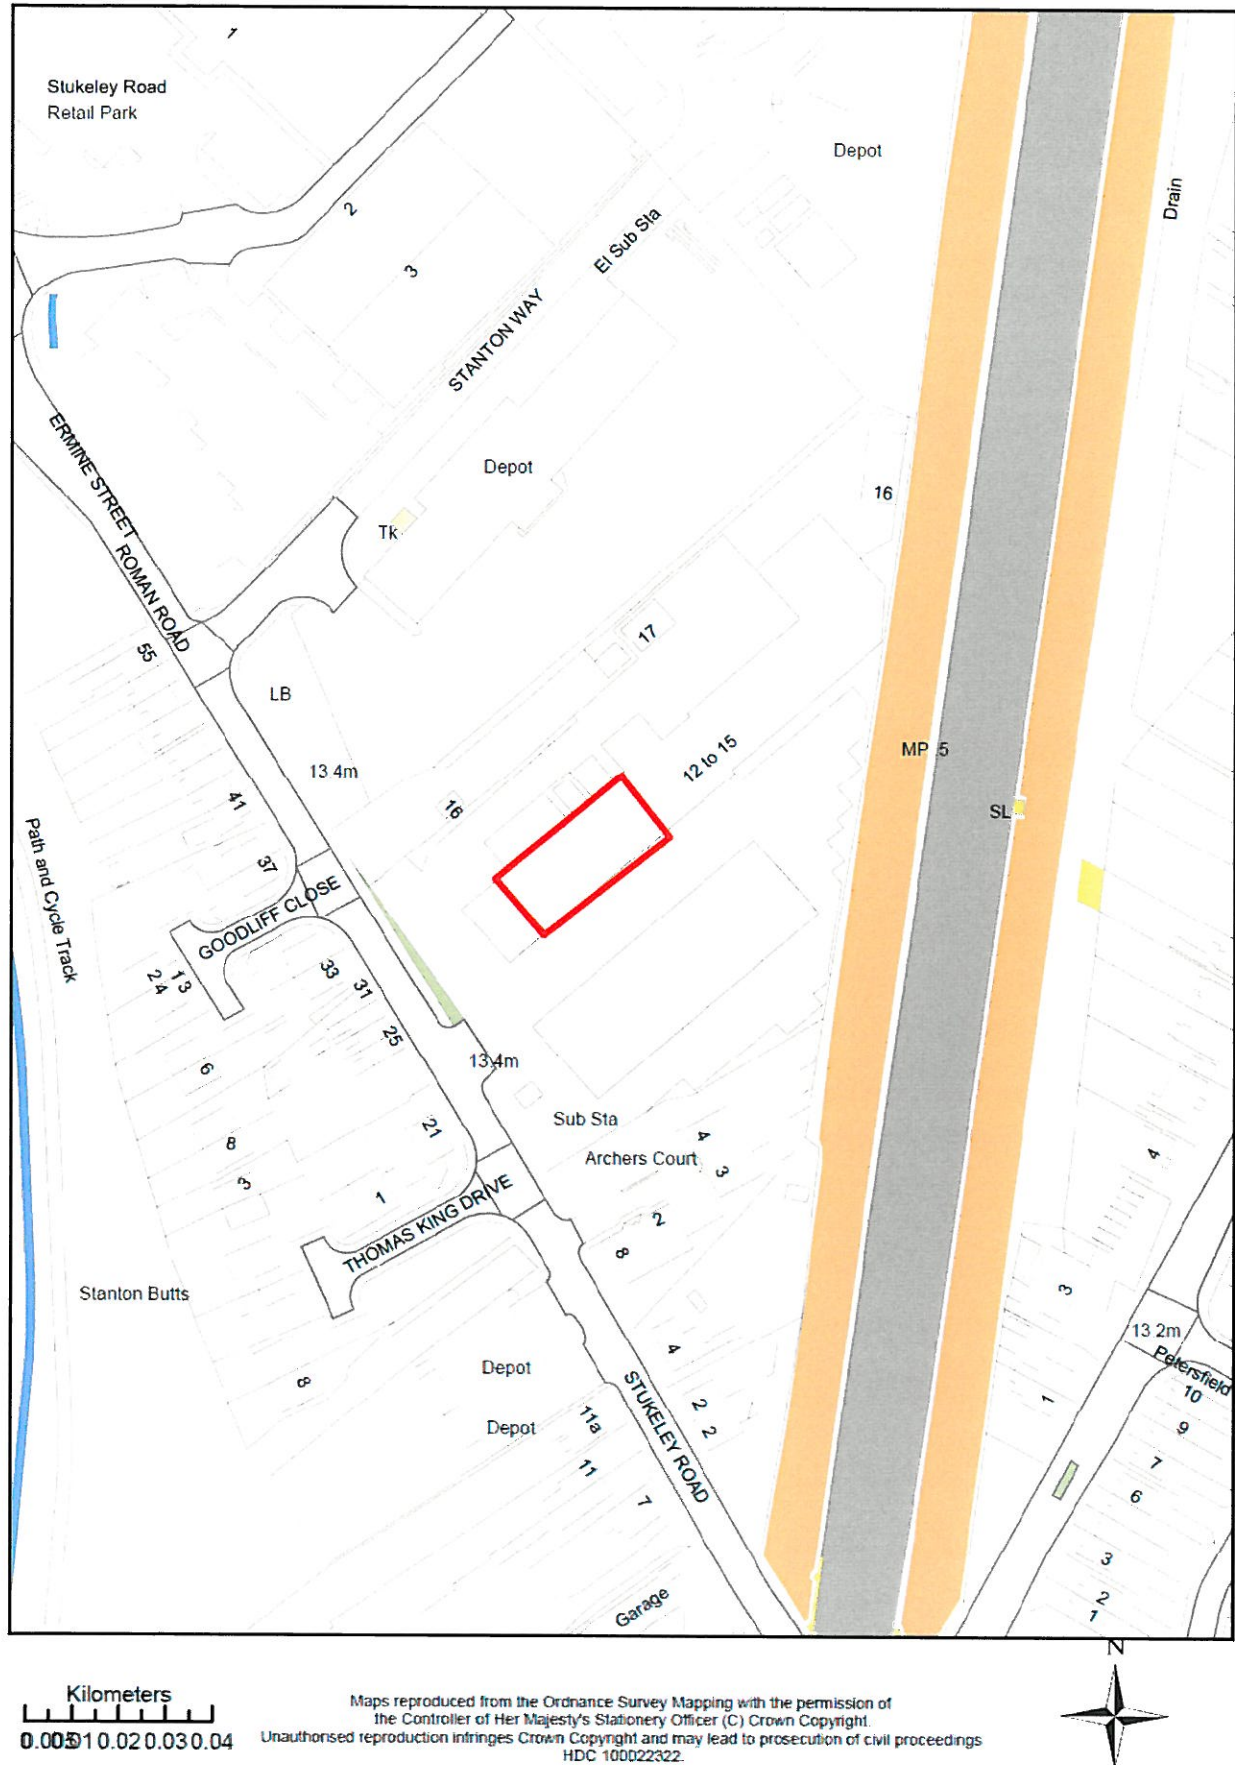 1
Stukeley Road
Retail Park
Depot
2
Drain
El Sub Sta
3
STANTON WAY
ERMINE STREET
Depot
16
Tk
ROMAN ROAD
17
55
LB
12 to 15
MP .5
13 4m
41
16
SL
Path and Cycle Track
37
GOODLIFF CLOSE
33
31
2 4
1 3
25
13.4m
6
Sub Sta
21
8
4
Archers Court
3
4
3
1
THOMAS KING DRIVE
2
8
Stanton Butts
3
13 2m
4
Petersfield
Depot
8
STUKELEY ROAD
10
1
2
2
11a
9
Depot
11
7
7
6
3
Garage
2
1
N
Kilometers
0.01 0.02 0.03 0.04
Maps reproduced from the Ordnance Survey Mapping with the permission of
the Controller of Her Majesty's Stationery Officer (C) Crown Copyright.
Unauthorised reproduction infringes Crown Copyright and may lead to prosecution of civil proceedings
HDC 100022322.